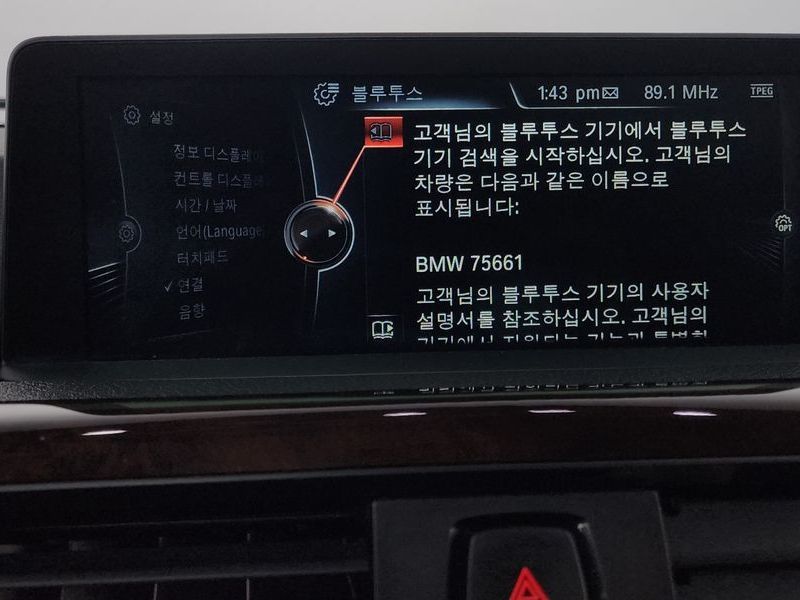 블루투스
1:43 pm
89.1 MHz
TPEG
설정
정보 디스플레이
컨트롤 디스플레
시간 / 날짜
언어(Language
터치패드
연결
음향
고객님의 블루투스 기기에서 블루투스
기기 검색을 시작하십시오. 고객님의
차량은 다음과 같은 이름으로
표시됩니다:
BMW 75661
고객님의 블루투스 기기의 사용자
설명서를 참조하십시오. 고객님의
OPT